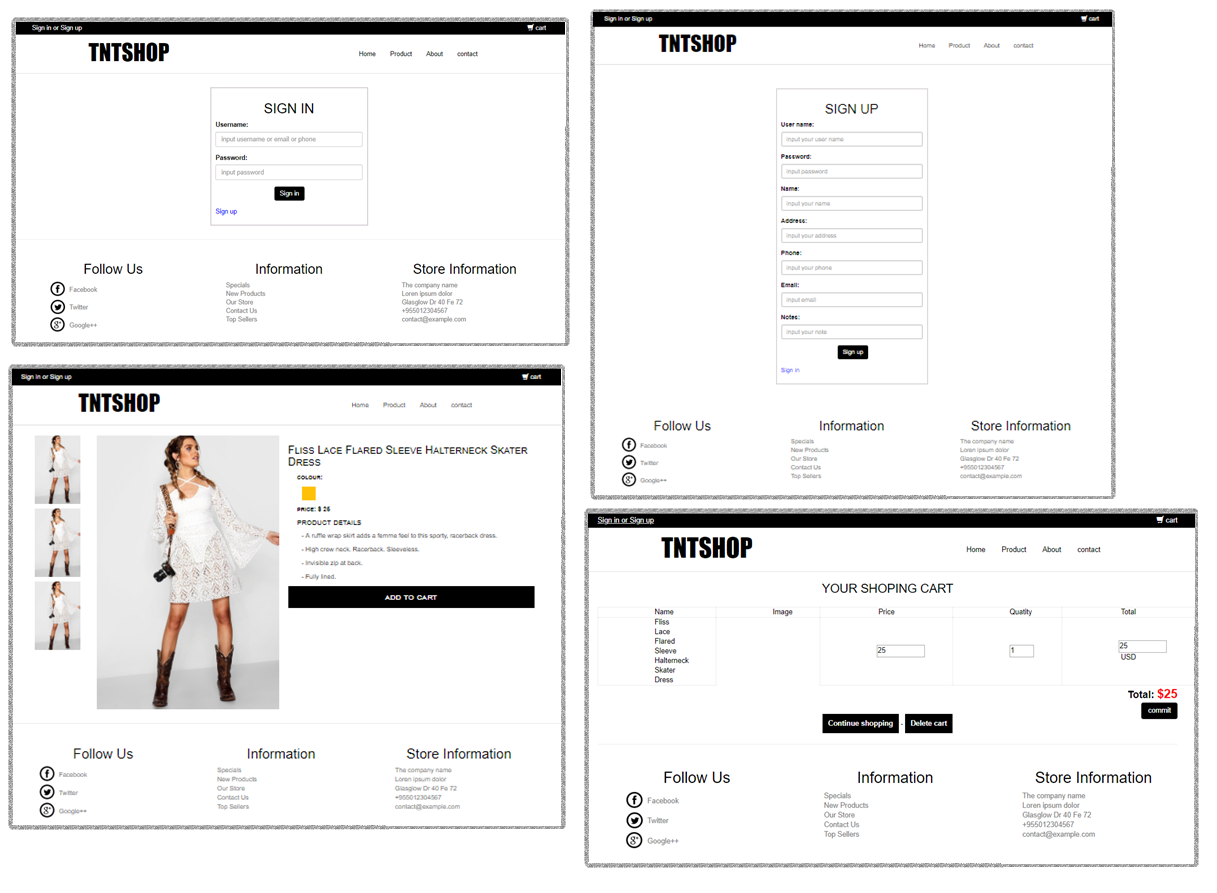 Sign in or Sign up
cart
TNTSHOP
Home Product About contact
SIGN IN
Username:
input username or email or phone
Password:
input password
Sign in
Sign up
Follow Us
Facebook
Twitter
Google++
Information
Specials
New Products
Our Store
Contact Us
Top Sellers
Store Information
The company name
Loren ipsum dolor
Glasglow Dr 40 Fe 72
+955012304567
contact@example.com
Sign in or Sign up
cart
TNTSHOP
Home Product About contact
SIGN UP
User name:
input your user name
Password:
input password
Name:
input your name
Address:
input your address
Phone:
input your phone
Email:
input email
Notes:
input your note
Sign up
Sign in
Follow Us
Facebook
Twitter
Google++
Information
Specials
New Products
Our Store
Contact Us
Top Sellers
Store Information
The company name
Loren ipsum dolor
Glasglow Dr 40 Fe 72
+955012304567
contact@example.com
Sign in or Sign up
cart
TNTSHOP
Home Product About contact
Fliss Lace Flared Sleeve Halterneck Skater
Dress
COLOUR:
PRICE: $ 25
PRODUCT DETAILS
- A ruffle wrap skirt adds a femme feel to this sporty, racerback dress.
- High crew neck. Racerback. Sleeveless.
- Invisible zip at back.
- Fully lined.
ADD TO CART
Follow Us
Facebook
Twitter
Google++
Information
Specials
New Products
Our Store
Contact Us
Top Sellers
Store Information
The company name
Loren ipsum dolor
Glasglow Dr 40 Fe 72
+955012304567
contact@example.com
Sign in or Sign up
cart
TNTSHOP
Home Product About contact
YOUR SHOPING CART
Name Image Price Quatity Total
Fliss
Lace
Flared
Sleeve
Halterneck
Skater
Dress
25
1
25
USD
Total: $25
commit
Continue shopping - Delete cart
Follow Us
Facebook
Twitter
Google++
Information
Specials
New Products
Our Store
Contact Us
Top Sellers
Store Information
The company name
Loren ipsum dolor
Glasglow Dr 40 Fe 72
+955012304567
contact@example.com